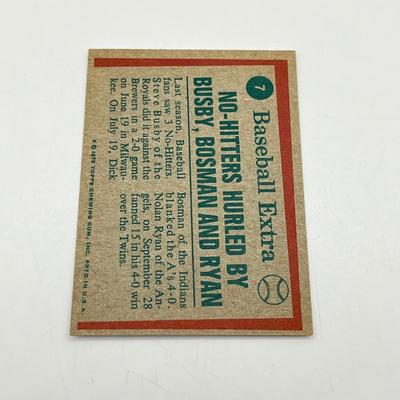 7
Baseball Extra
NO-HITTERS HURLED BY
BUSBY, BOSMAN AND RYAN
Last season, Baseball
fans saw 3 No-Hitters.
Steve Busby of the
Royals did it against the
Brewers in a 2-0 game
on June 19 in Milwau-
kee. On July 19, Dick
Bosman of the Indians
blanked the A's 4-0.
Nolan Ryan of the An-
gels, on September 28
fanned 15 in his 4-0 win
over the Twins.
© 1975 TOPPS CHEWING GUM, INC. PRTD. IN U.S.A.